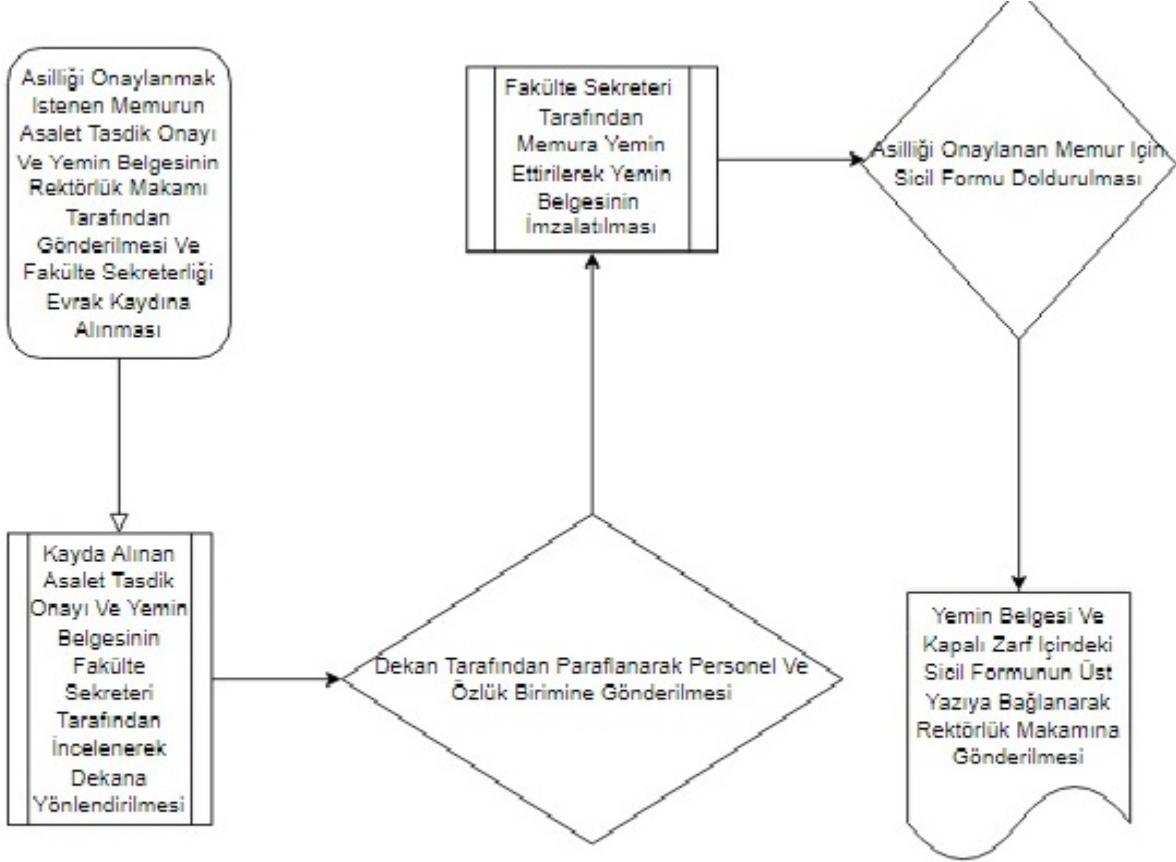 Asilliği Onaylanmak
Istenen Memurun
Asalet Tasdik Onayı
Ve Yemin Belgesinin
Rektörlük Makamı
Tarafından
Gönderilmesi Ve
Fakülte Sekreterliği
Evrak Kaydına
Alınması
Kayda Alınan
Asalet Tasdik
Onayı Ve Yemin
Belgesinin
Fakülte
Sekreteri
Tarafından
İncelenerek
Dekana
Yönlendirilmesi
Dekan Tarafından Paraflanarak Personel Ve
Özlük Birimine Gönderilmesi
Fakülte Sekreteri
Tarafından
Memura Yemin
Ettirilerek Yemin
Belgesinin
İmzalatılması
Asilliği Onaylanan Memur Için
Sicil Formu Doldurulması
Yemin Belgesi Ve
Kapalı Zarf Içindeki
Sicil Formunun Üst
Yazıya Bağlanarak
Rektörlük Makamına
Gönderilmesi